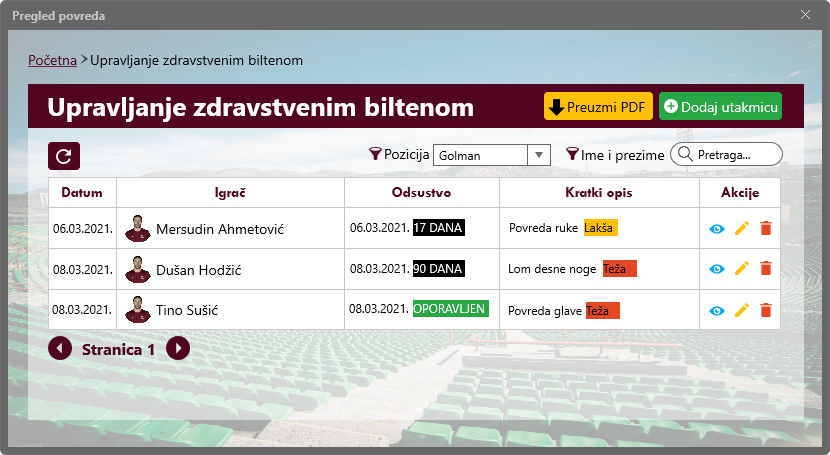 Pregled povreda
Početna > Upravljanje zdravstvenim biltenom
Upravljanje zdravstvenim biltenom
Preuzmi PDF
Dodaj utakmicu
Pozicija Golman
Ime i prezime Pretraga...
Datum Igrač Odsustvo Kratki opis Akcije
06.03.2021. Mersudin Ahmetović 06.03.2021. 17 DANA Povreda ruke Lakša
08.03.2021. Dušan Hodžić 08.03.2021. 90 DANA Lom desne noge Teža
08.03.2021. Tino Sušić 08.03.2021. OPORAVLJEN Povreda glave Teža
Stranica 1